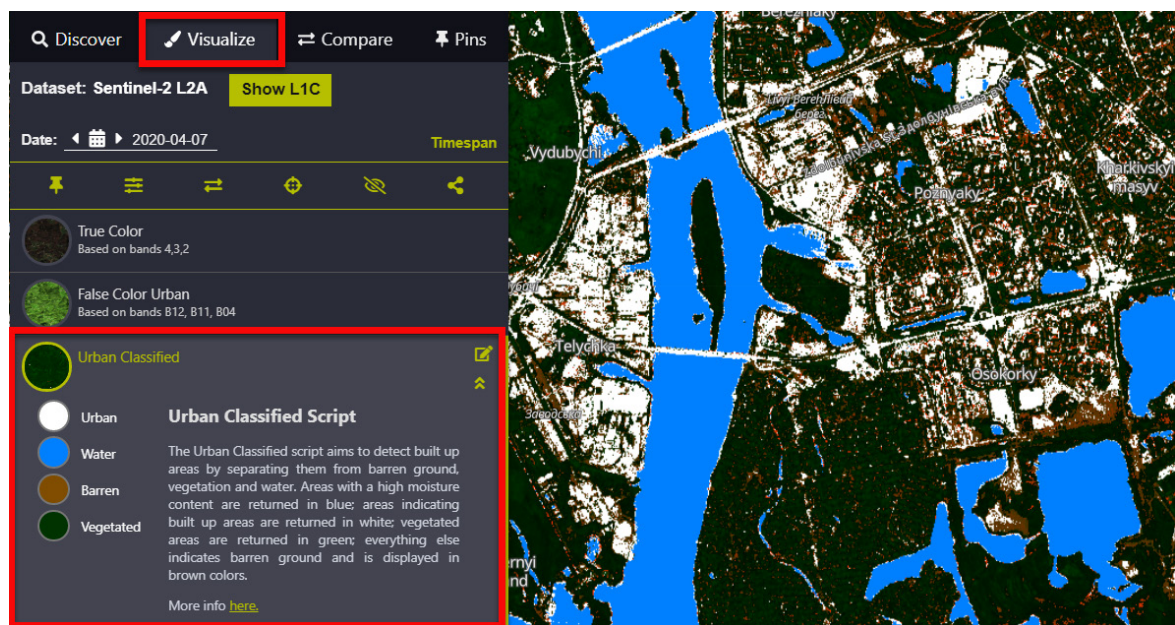 Discover
Visualize
Compare
Pins
Dataset: Sentinel-2 L2A
Show L1C
Date:
2020-04-07
Timespan
True Color
Based on bands 4,3,2
False Color Urban
Based on bands B12, B11, B04
Urban Classified
Urban
Water
Barren
Vegetated
Urban Classified Script
The Urban Classified script aims to detect built up
areas by separating them from barren ground,
vegetation and water. Areas with a high moisture
content are returned in blue; areas indicating
built up areas are returned in white; vegetated
areas are returned in green; everything else
indicates barren ground and is displayed in
brown colors.
More info here.
Berezniaky
Livyi Bereh/Лівий
берег
Vydubychi
Kharkivskyi
masyv
Poznyaky
Telychka
Osokorky